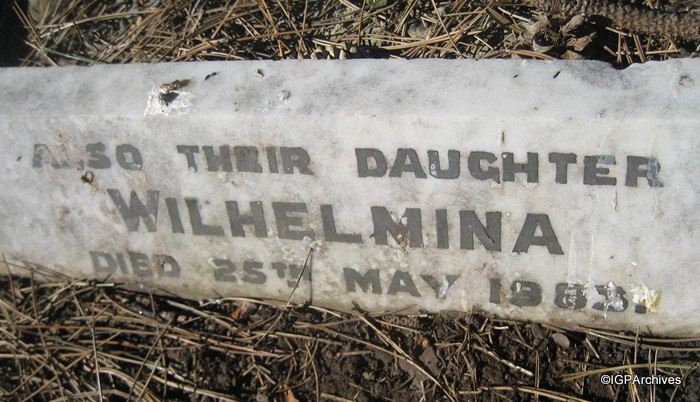 ALSO THEIR DAUGHTER
WILHELMINA
DIED 25TH MAY
©IGPArchives